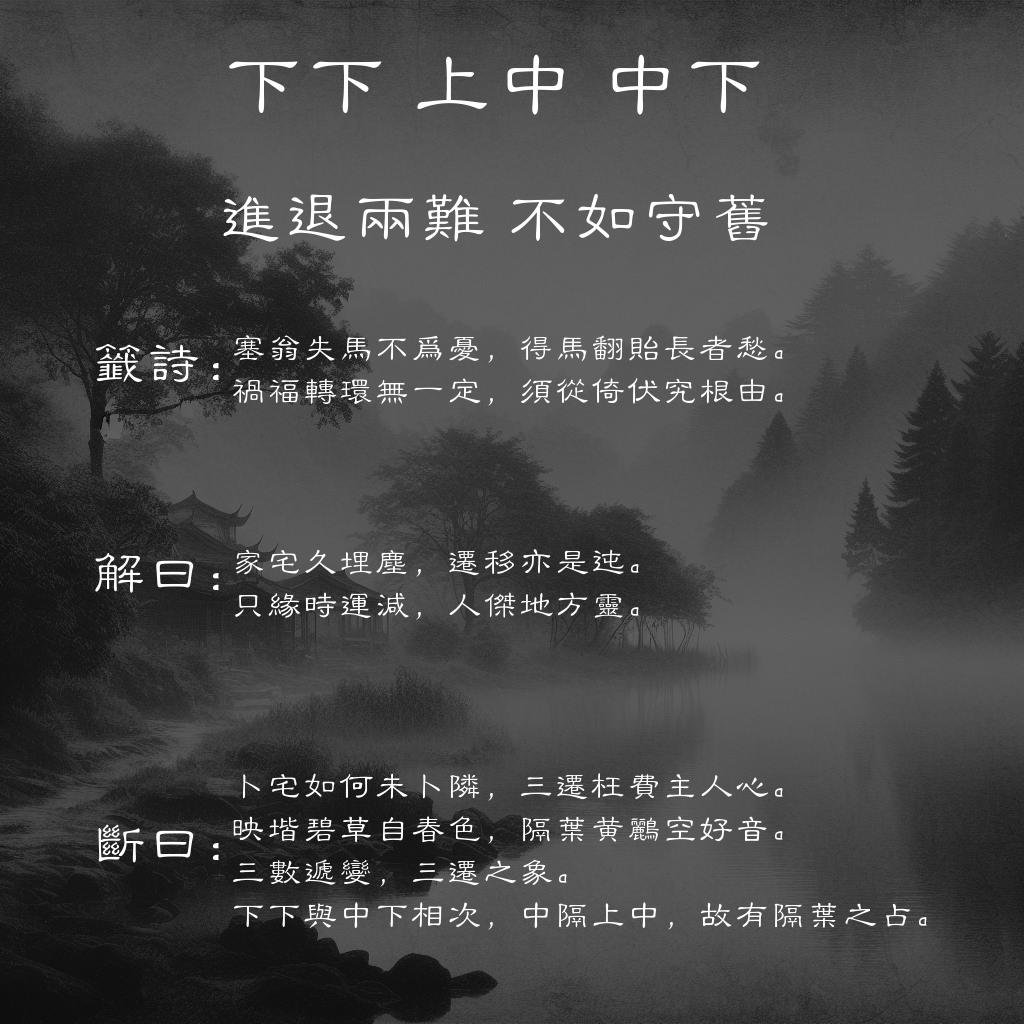 下下 上中 中下
進退兩難 不如守舊
籤詩：
塞翁失馬不爲憂，得馬翻貽長者愁。
禍福轉環無一定，須從倚伏究根由。
解曰：
家宅久埋塵，遷移亦是迍。
只緣時運減，人傑地方靈。
斷曰：
卜宅如何未卜隣，三遷枉費主人心。
映堦碧草自春色，隔葉黃鸝空好音。
三數遞變，三遷之象。
下下與中下相次，中隔上中，故有隔葉之占。